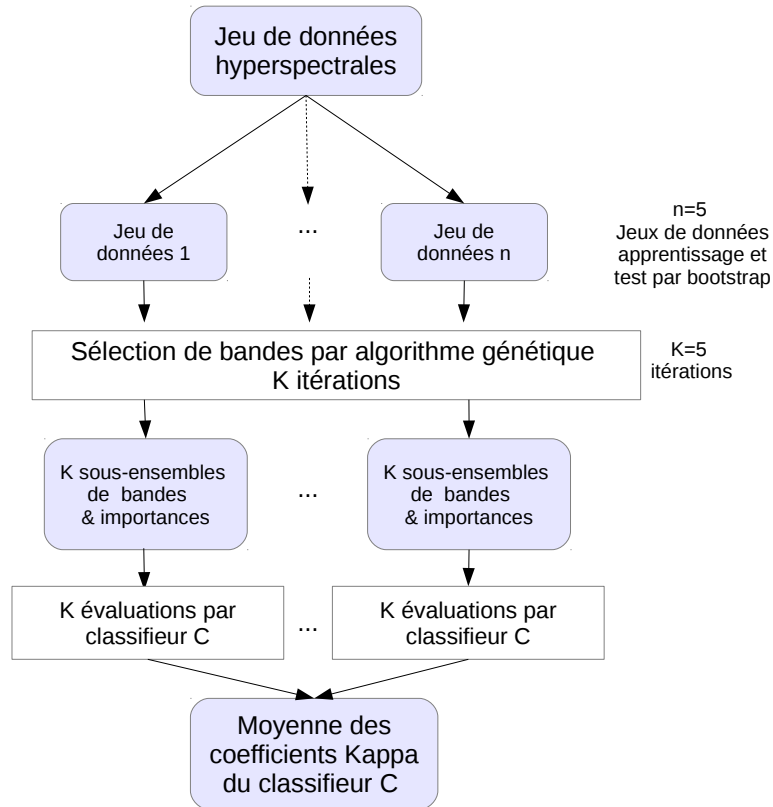 Jeu de données
hyperspectrales
Jeu de
données 1
...
Jeu de
données n
n=5
Jeux de données
apprentissage et
test par bootstrap
Sélection de bandes par algorithme génétique
K itérations
K=5
itérations
K sous-ensembles
de bandes
& importances
...
K sous-ensembles
de bandes
& importances
K évaluations par
classifieur C
...
K évaluations par
classifieur C
Moyenne des
coefficients Kappa
du classifieur C